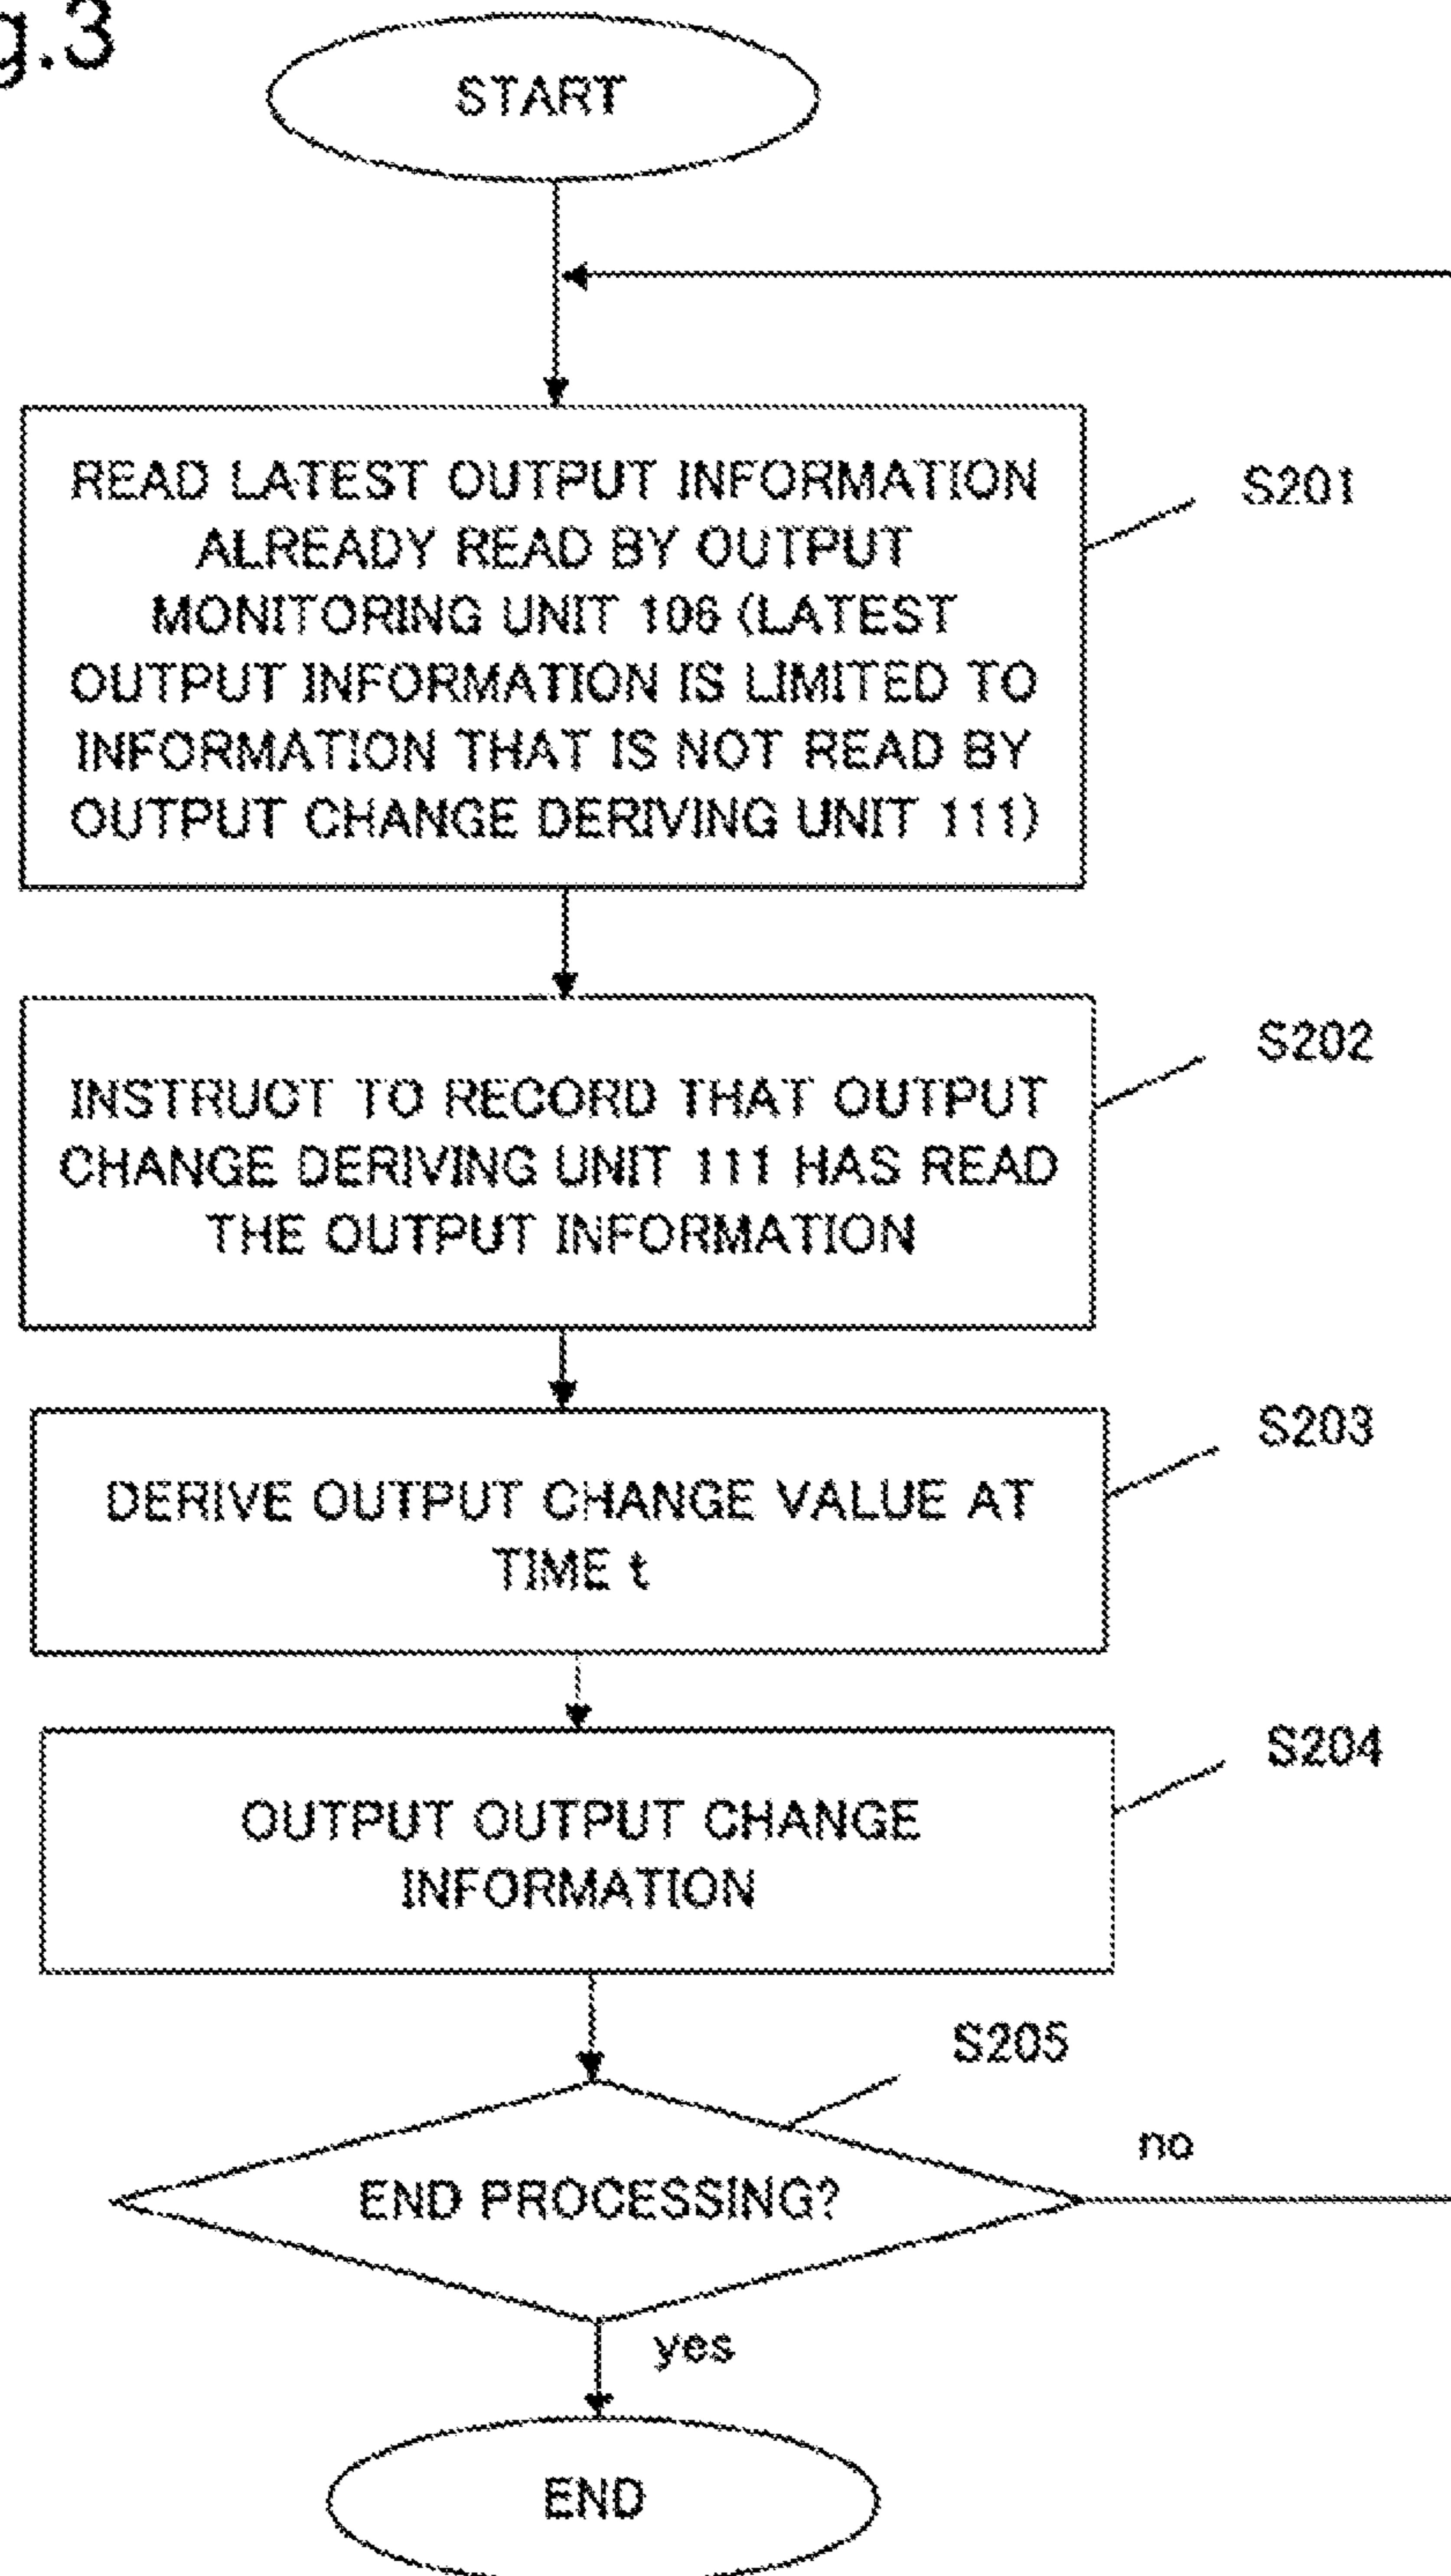 g.3
START
READ LATEST OUTPUT INFORMATION
ALREADY READ BY OUTPUT
MONITORING UNIT 106 (LATEST
OUTPUT INFORMATION IS LIMITED TO
INFORMATION THAT IS NOT READ BY
OUTPUT CHANGE DERIVING UNIT 111)
S201
INSTRUCT TO RECORD THAT OUTPUT
CHANGE DERIVING UNIT 111 HAS READ
THE OUTPUT INFORMATION
S202
DERIVE OUTPUT CHANGE VALUE AT
TIME t
S203
OUTPUT OUTPUT CHANGE
INFORMATION
S204
S205
END PROCESSING?
no
yes
END